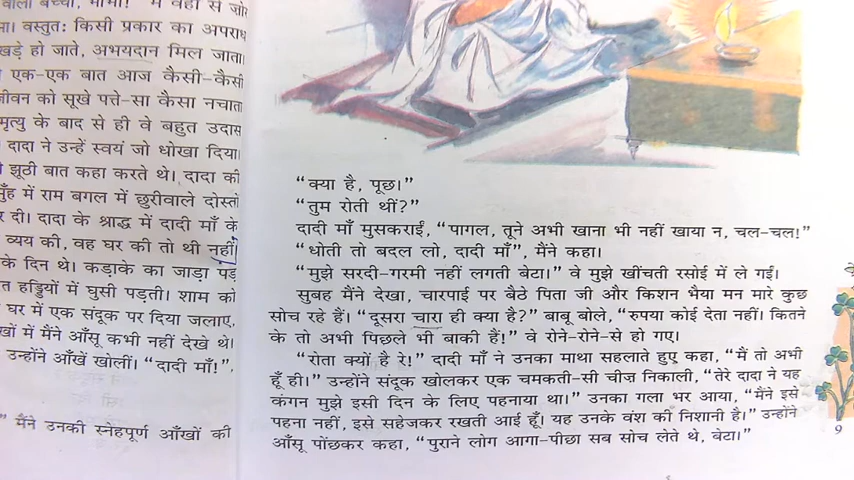 वाला बच्चा, मामा!" में वहीं से जोर
मा। वस्तुतः किसी प्रकार का अपराध
खड़े हो जाते, अभयदान मिल जाता।
एक-एक बात आज कैसी-कैसी
जीवन को सूखे पत्ते-सा कैसा नचाता
मृत्यु के बाद से ही वे बहुत उदास
दादा ने उन्हें स्वयं जो धोखा दिया।
झूठी बात कहा करते थे। दादा की
मुँह में राम बगल में छुरीवाले दोस्तो
दी। दादा के श्राद्ध में दादी माँ के
व्यय की, वह घर की तो थी नहीं।
के दिन थे। कड़ाके का जाड़ा पड़
हड्डियों में घुसी पड़ती। शाम को
घर में एक संदूक पर दिया जलाए,
में मैंने आँसू कभी नहीं देखे थे।
उन्होंने आँखें खोलीं। "दादी माँ!",
" मैंने उनकी स्नेहपूर्ण आँखों की
"क्या है, पूछ।"
"तुम रोती थीं?"
दादी माँ मुसकराईं, "पागल, तूने अभी खाना भी नहीं खाया न, चल-चल!"
"धोती तो बदल लो, दादी माँ", मैंने कहा।
"मुझे सरदी-गरमी नहीं लगती बेटा।" वे मुझे खींचती रसोई में ले गईं।
सुबह मैंने देखा, चारपाई पर बैठे पिता जी और किशन भैया मन मारे कुछ
सोच रहे हैं। "दूसरा चारा ही क्या है?" बाबू बोले, "रुपया कोई देता नहीं। कितने
के तो अभी पिछले भी बाकी हैं!" वे रोने-रोने-से हो गए।
"रोता क्यों है रे!" दादी माँ ने उनका माथा सहलाते हुए कहा, "मैं तो अभी
हूँ ही।" उन्होंने संदूक खोलकर एक चमकती-सी चीज़ निकाली, "तेरे दादा ने यह
कंगन मुझे इसी दिन के लिए पहनाया था।" उनका गला भर आया, "मैंने इसे
पहना नहीं, इसे सहेजकर रखती आई हूँ। यह उनके वंश की निशानी है।" उन्होंने
आँसू पोंछकर कहा, "पुराने लोग आगा-पीछा सब सोच लेते थे, बेटा।"
9